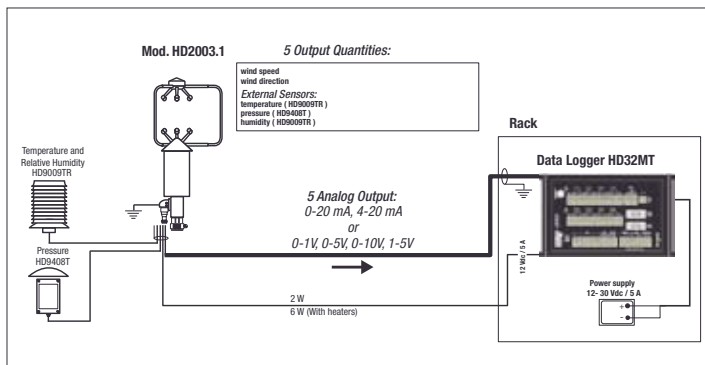 Mod. HD2003.1
5 Output Quantities:
wind speed
wind direction
External Sensors:
temperature ( HD9009TR )
pressure ( HD9408T )
humidity ( HD9009TR )
Rack
Data Logger HD32MT
Temperature and
Relative Humidity
HD9009TR
5 Analog Output:
0-20 mA, 4-20 mA
or
0-1V, 0-5V, 0-10V, 1-5V
Pressure
HD9408T
12 Vdc / 5 A
Power supply
12- 30 Vdc / 5 A
+
-
2 W
6 W (With heaters)